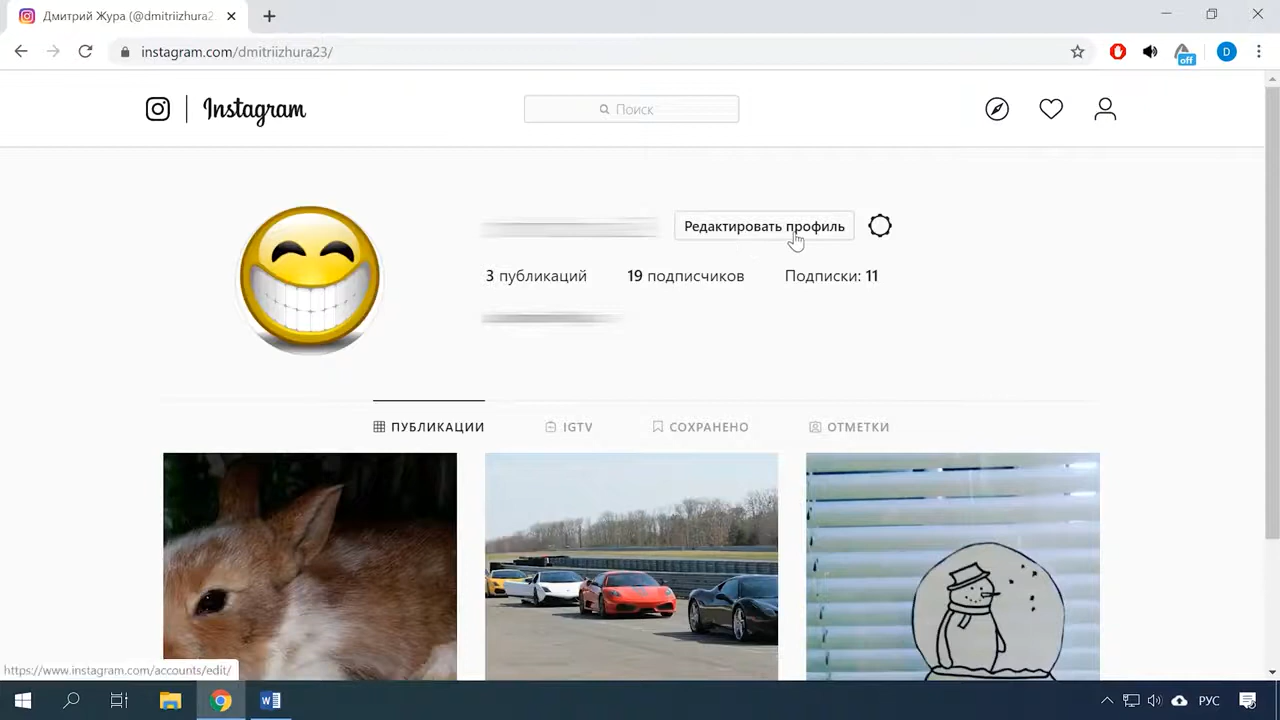 Дмитрий Жура (@dmitriizhura2
instagram.com/dmitriizhura23/
off
D
Instagram
Поиск
Редактировать профиль
3 публикаций 19 подписчиков Подписки: 11
ПУБЛИКАЦИИ IGTV СОХРАНЕНО ОТМЕТКИ
https://www.instagram.com/accounts/edit/
РУС